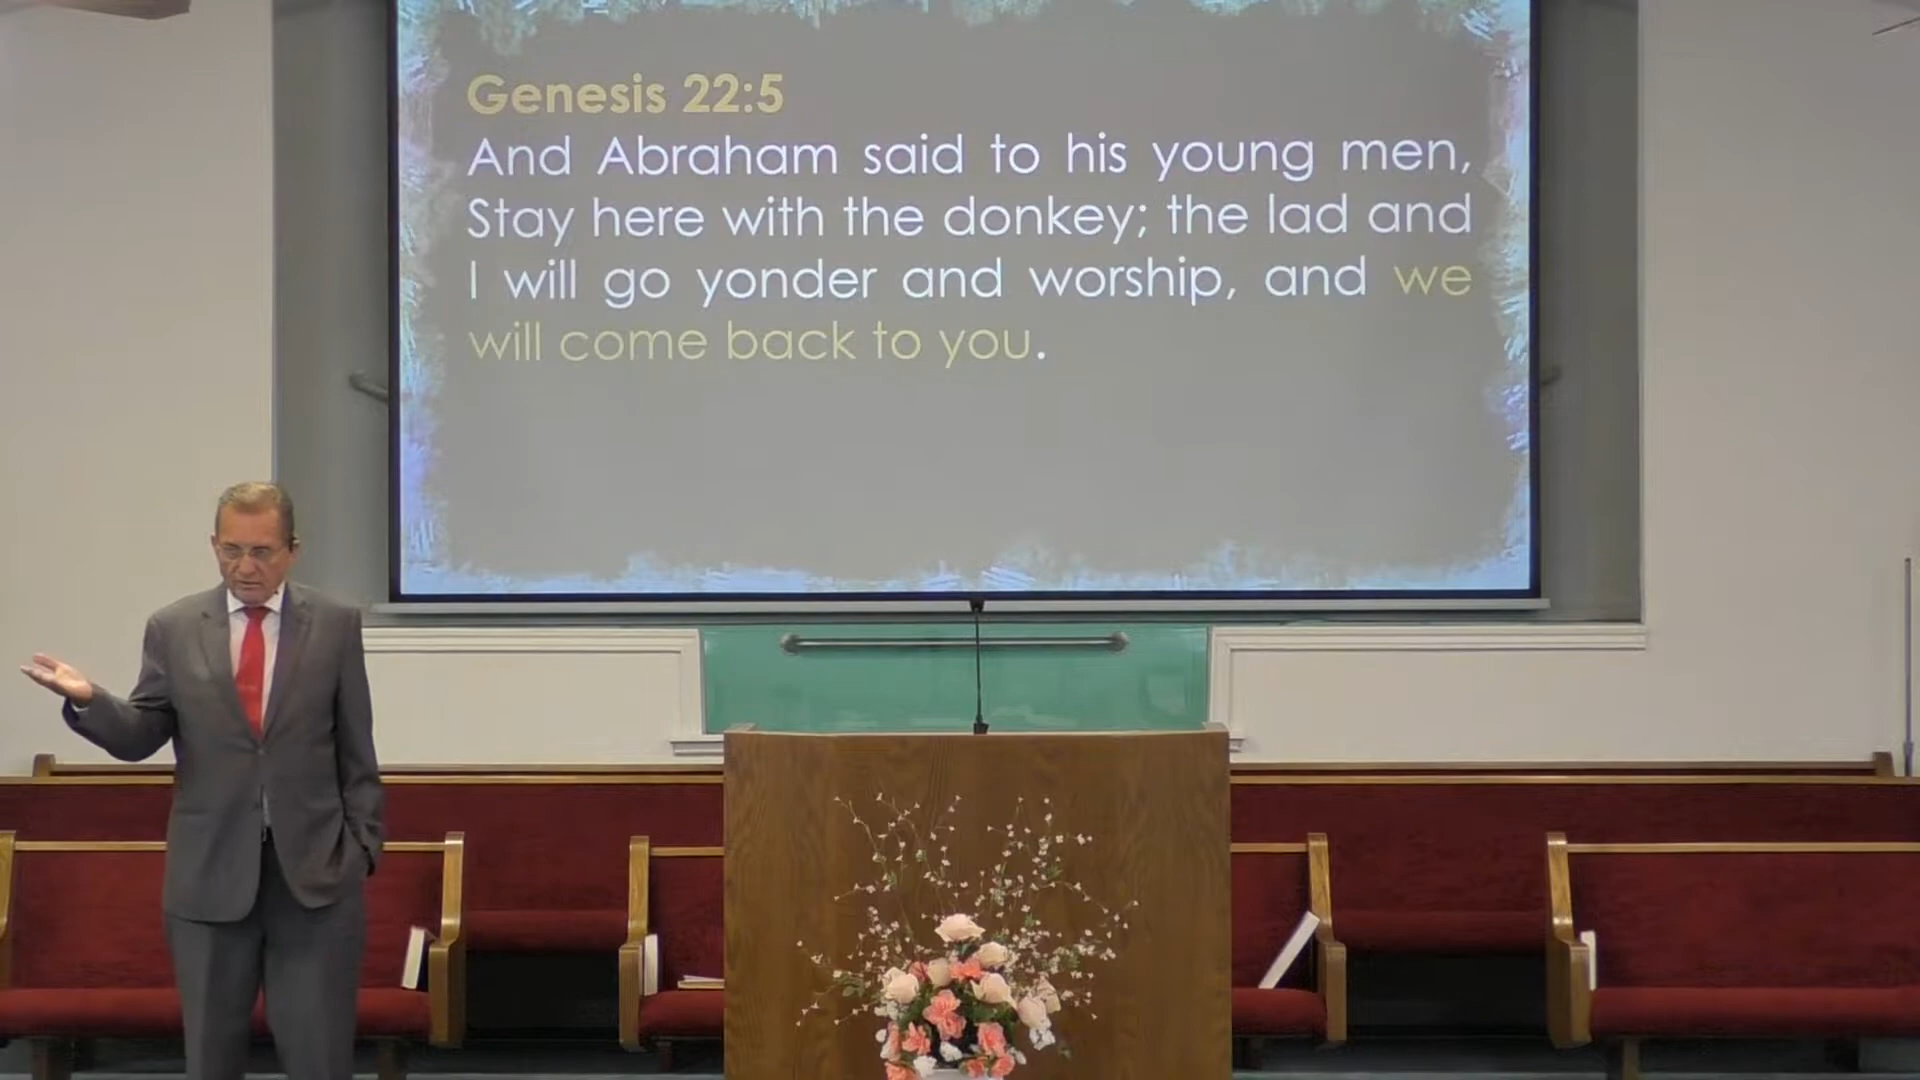 Genesis 22:5
And Abraham said to his young men,
Stay here with the donkey; the lad and
I will go yonder and worship, and we
will come back to you.